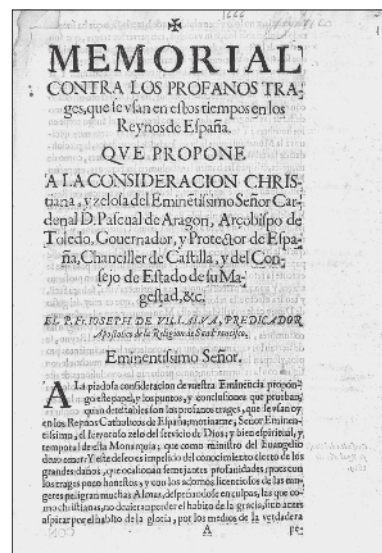 1666
MEMORIAL
CONTRA LOS PROFANOS TRA-
ges, que se vsan en estos tiempos en los
Reynos de España.
QVE PROPONE
A LA CONSIDERACION CHRIS-
tiana, y zelosa del Eminẽtissimo Señor Car-
denal D. Pascual de Aragon, Arçobispo de
Toledo, Gouernador, y Protector de Espa-
ña, Chanciller de Castilla, y del Con-
sejo de Estado de su Ma-
gestad, &c.
EL P. Fr. IOSEPH DE VILLALVA, PREDICADOR
Apostolico de la Religion de San Francisco.
Eminentissimo Señor.
A La piadosa consideracion de vuestra Eminencia propon-
go este papel, y los puntos, y conclusiones que prueban,
quan detestables son los profanos trages, que se vsan oy
en los Reynos Catholicos de España; motiuame, Señor Eminen-
tissimo, el feruoroso zelo del seruicio de Dios; y bien espiritual, y
temporal de esta Monarquia; que como ministro del Euangelio
deuo tener: Y este desseo es impelido del conocimiento cierto de los
grandes daños, que ocasionan semejantes profanidades; pues con
los trages poco honestos, y con los adornos licenciosos de las mu-
geres peligran muchas Almas, despeñandose en culpas, las que co-
mo christianas, no deuieran perder el habito de la gracia, sino antes
aspirar por el habito de la gloria, por los medios de la verdadera
A
pe-